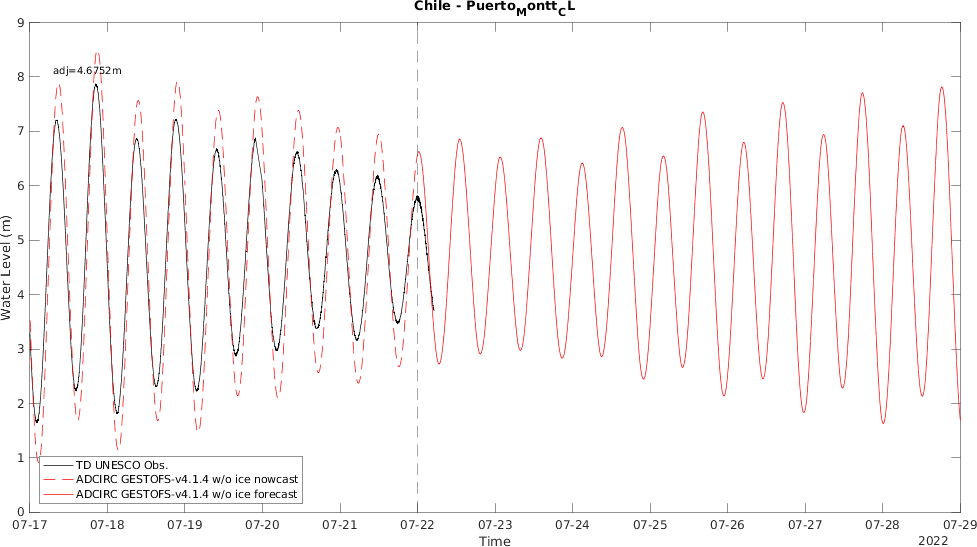 Chile - PuertoMonttCL
9
8
7
6
5
4
3
2
1
0
Water Level (m)
adj=4.6752m
TD UNESCO Obs.
ADCIRC GESTOFS-v4.1.4 w/o ice nowcast
ADCIRC GESTOFS-v4.1.4 w/o ice forecast
07-17 07-18 07-19 07-20 07-21 07-22 07-23 07-24 07-25 07-26 07-27 07-28 07-29
Time
2022